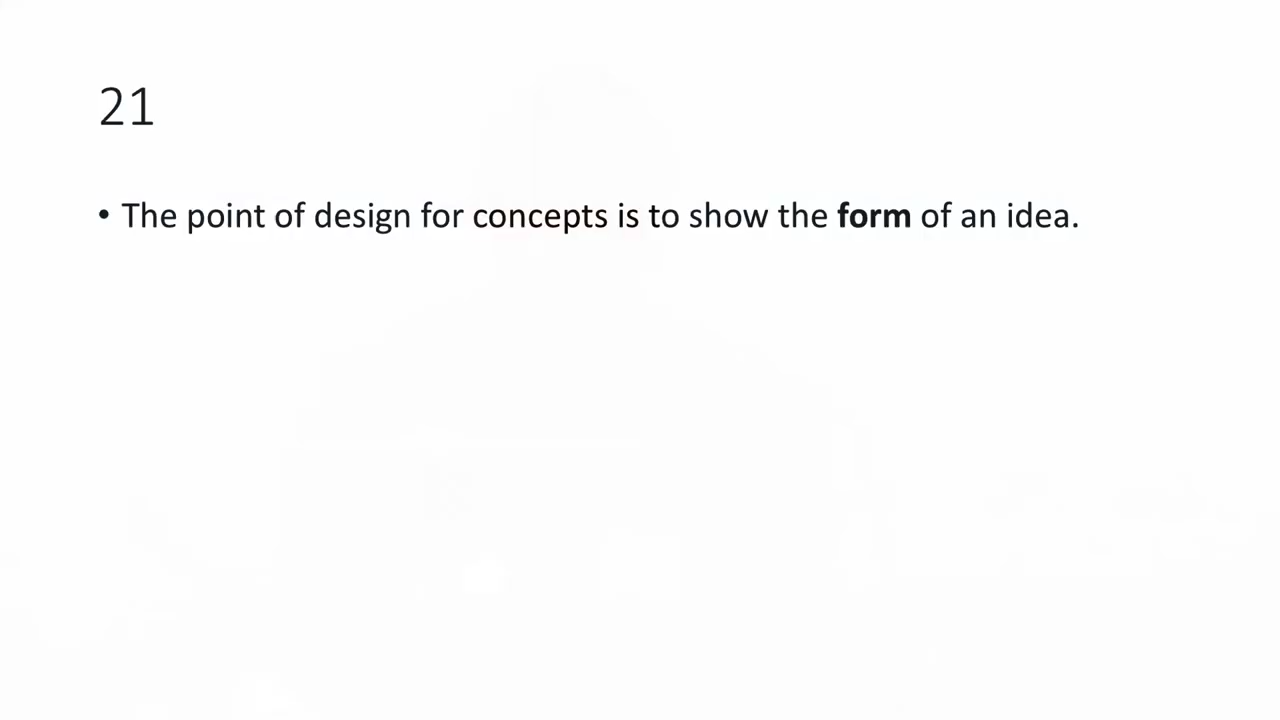 21
• The point of design for concepts is to show the form of an idea.